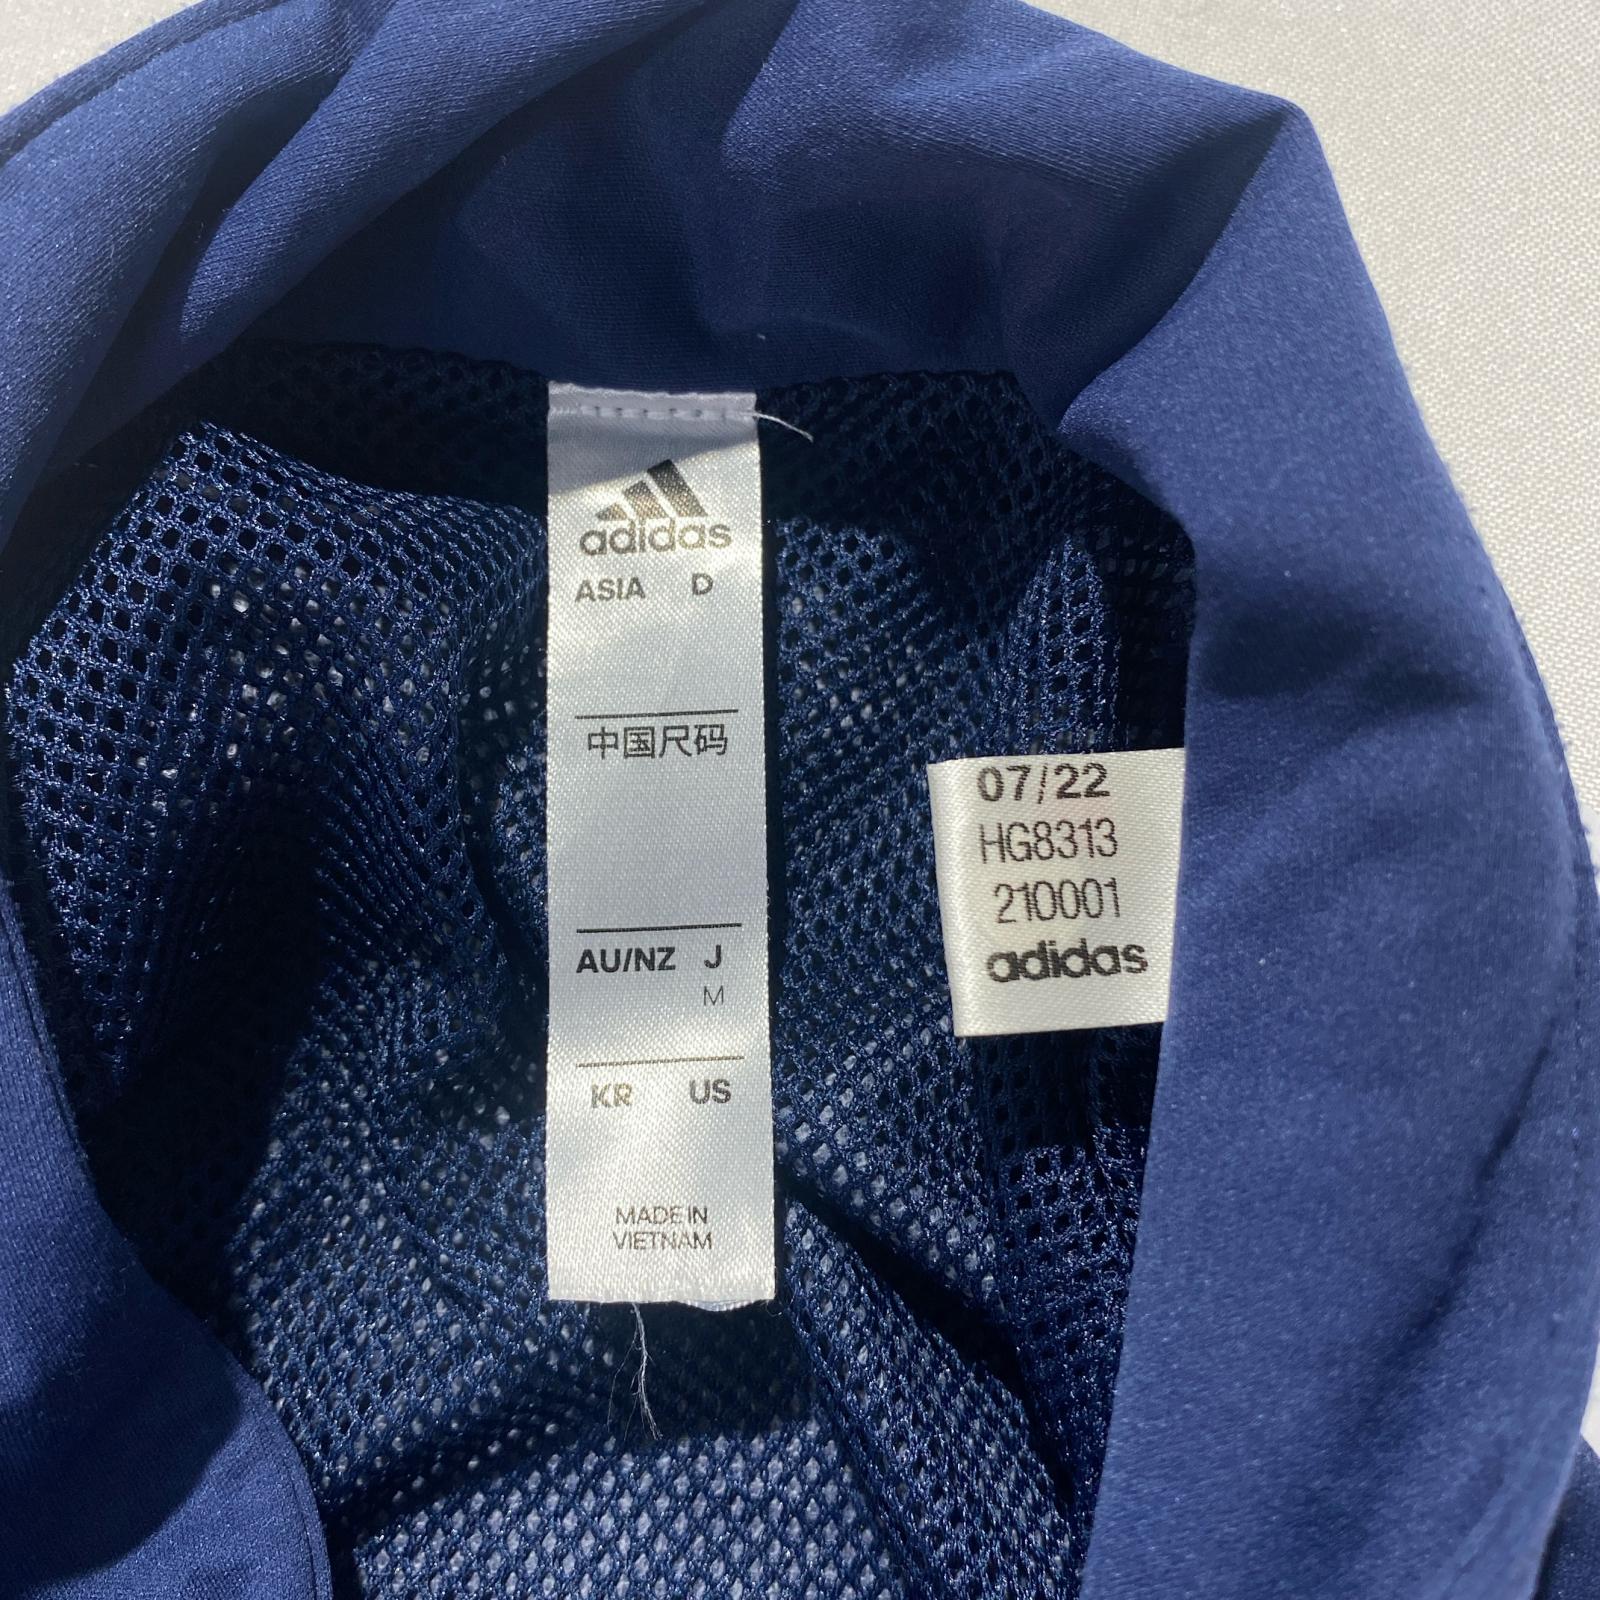 adidas
ASIA D
中国尺码
AU/NZ J
M
KR US
MADE IN
VIETNAM
07/22
HG8313
210001
adidas